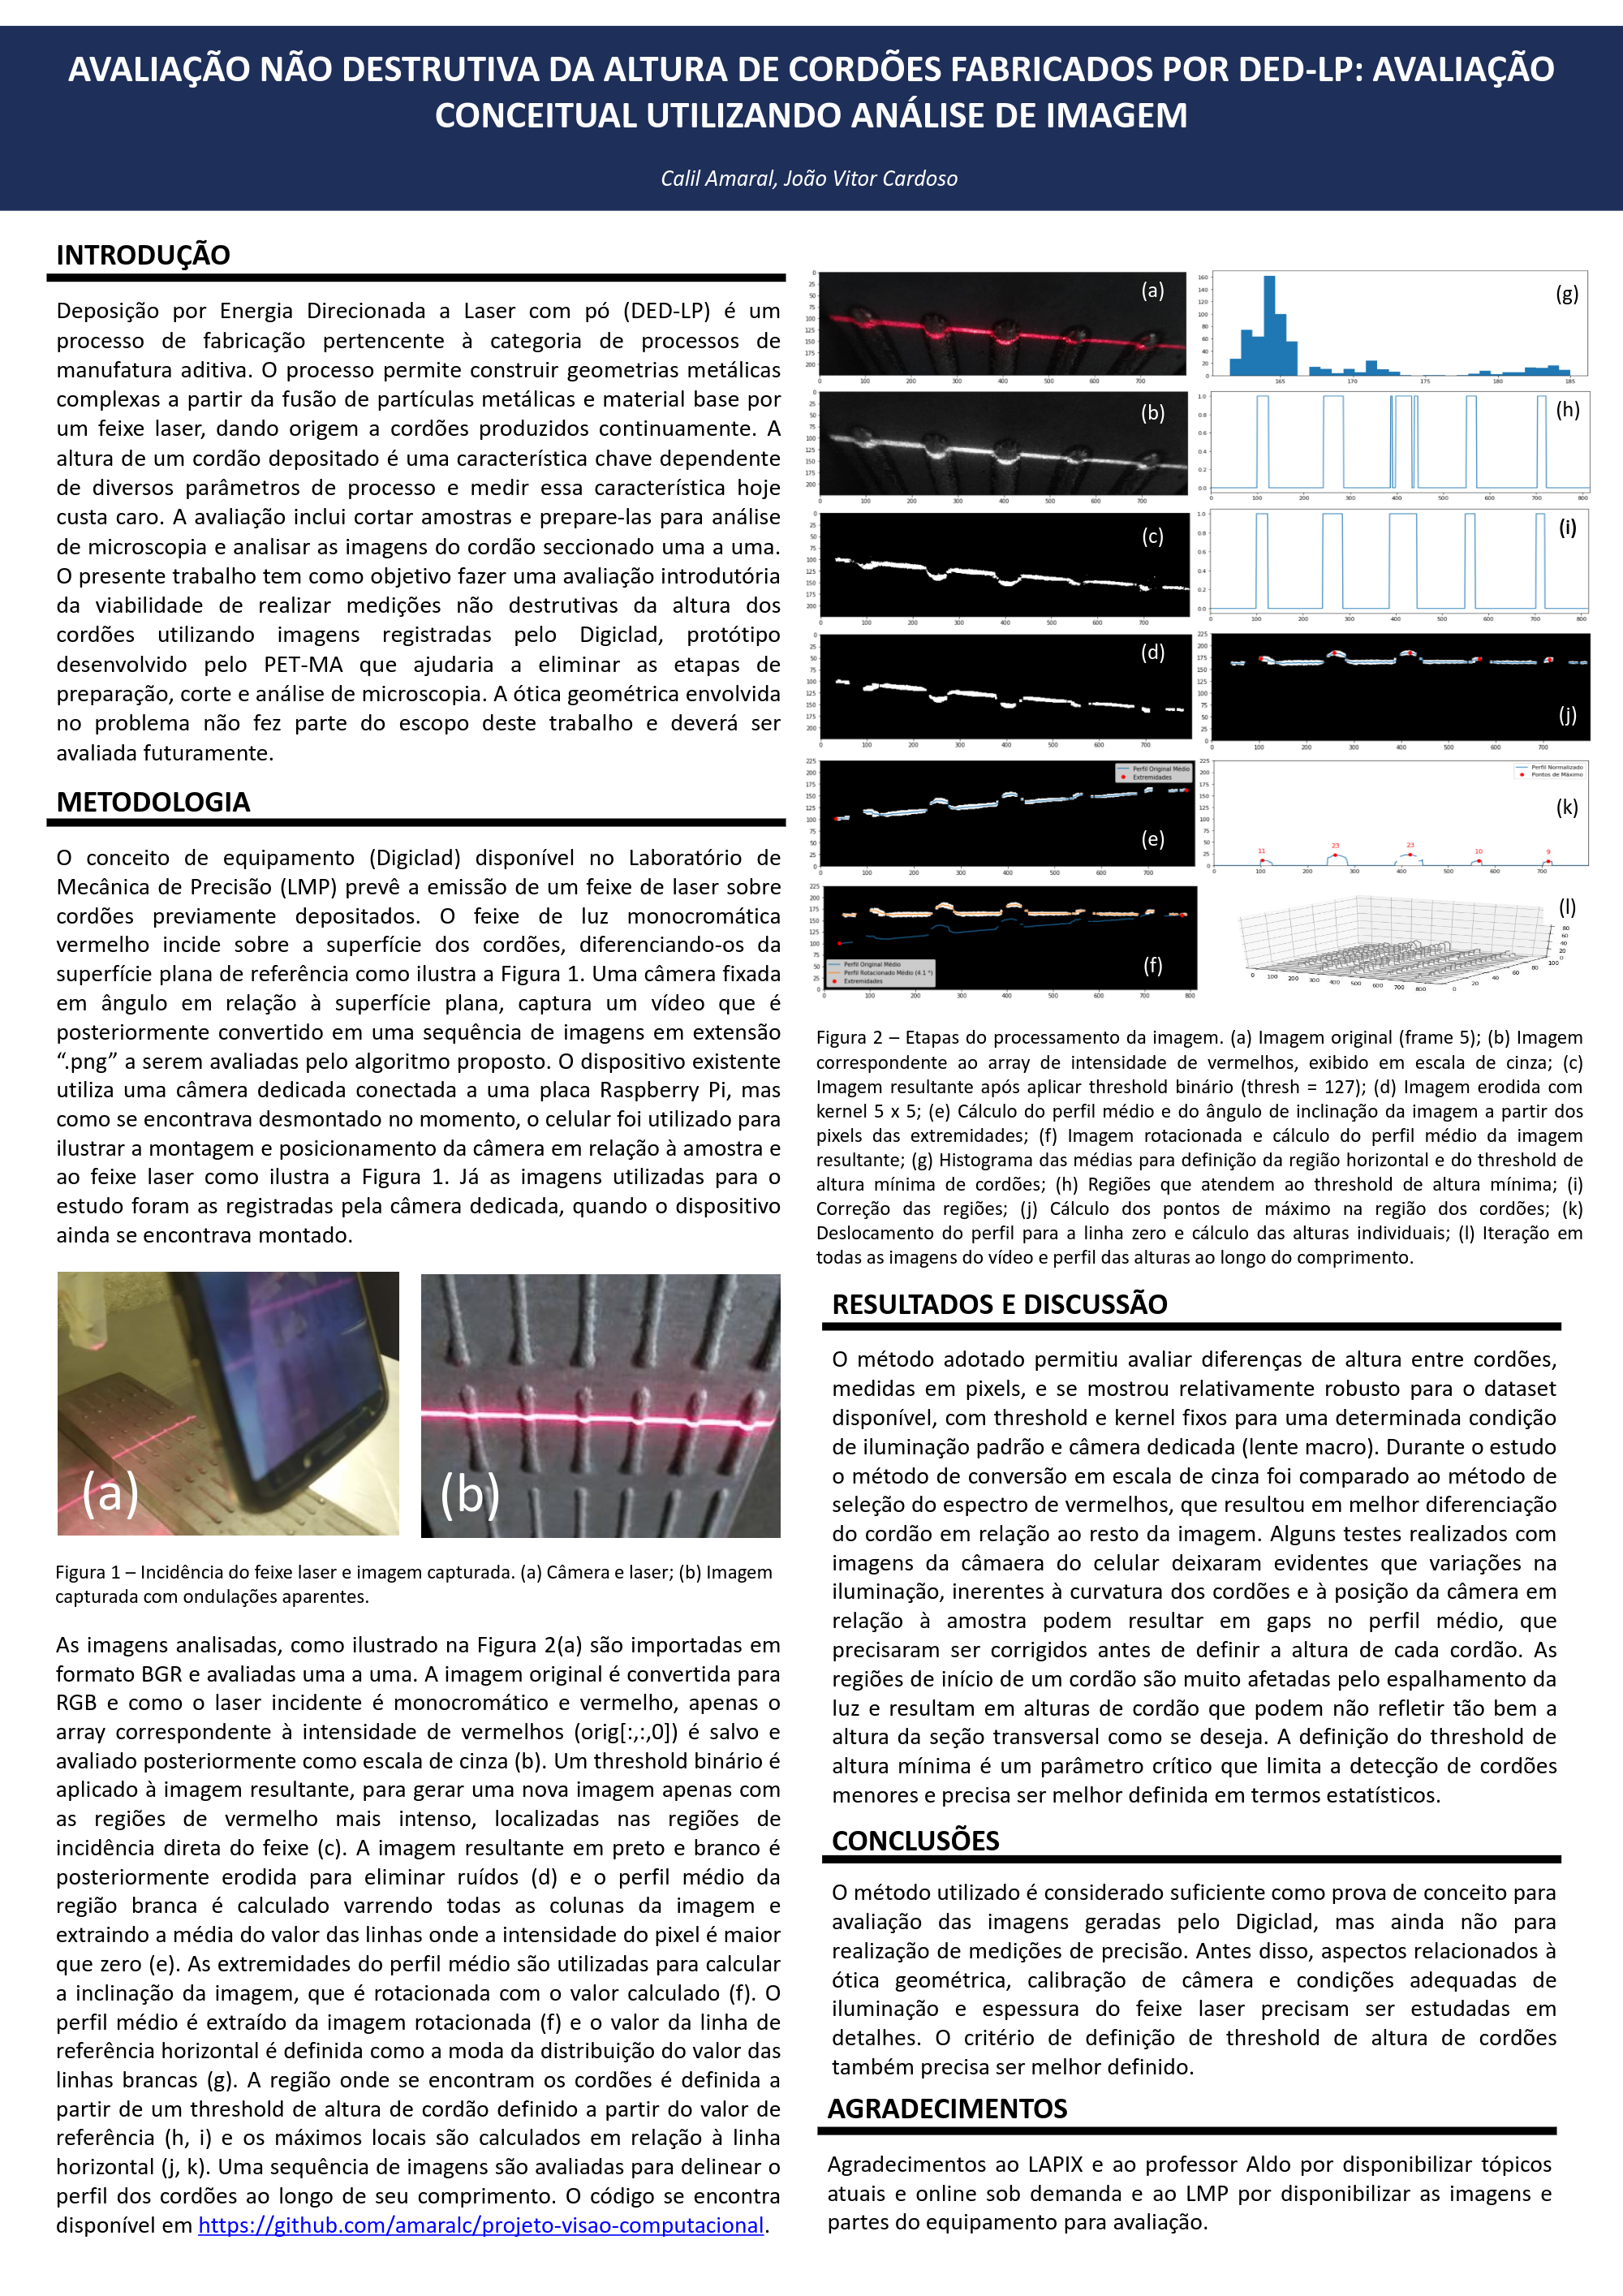 AVALIAÇÃO NÃO DESTRUTIVA DA ALTURA DE CORDÕES FABRICADOS POR DED-LP: AVALIAÇÃO
CONCEITUAL UTILIZANDO ANÁLISE DE IMAGEM
Calil Amaral, João Vitor Cardoso
INTRODUÇÃO
Deposição por Energia Direcionada a Laser com pó (DED-LP) é um
processo de fabricação pertencente à categoria de processos de
manufatura aditiva. O processo permite construir geometrias metálicas
complexas a partir da fusão de partículas metálicas e material base por
um feixe laser, dando origem a cordões produzidos continuamente. A
altura de um cordão depositado é uma característica chave dependente
de diversos parâmetros de processo e medir essa característica hoje
custa caro. A avaliação inclui cortar amostras e prepare-las para análise
de microscopia e analisar as imagens do cordão seccionado uma a uma.
O presente trabalho tem como objetivo fazer uma avaliação introdutória
da viabilidade de realizar medições não destrutivas da altura dos
cordões utilizando imagens registradas pelo Digiclad, protótipo
desenvolvido pelo PET-MA que ajudaria a eliminar as etapas de
preparação, corte e análise de microscopia. A ótica geométrica envolvida
no problema não fez parte do escopo deste trabalho e deverá ser
avaliada futuramente.
METODOLOGIA
O conceito de equipamento (Digiclad) disponível no Laboratório de
Mecânica de Precisão (LMP) prevê a emissão de um feixe de laser sobre
cordões previamente depositados. O feixe de luz monocromática
vermelho incide sobre a superfície dos cordões, diferenciando-os da
superfície plana de referência como ilustra a Figura 1. Uma câmera fixada
em ângulo em relação à superfície plana, captura um vídeo que é
posteriormente convertido em uma sequência de imagens em extensão
“.png” a serem avaliadas pelo algoritmo proposto. O dispositivo existente
utiliza uma câmera dedicada conectada a uma placa Raspberry Pi, mas
como se encontrava desmontado no momento, o celular foi utilizado para
ilustrar a montagem e posicionamento da câmera em relação à amostra e
ao feixe laser como ilustra a Figura 1. Já as imagens utilizadas para o
estudo foram as registradas pela câmera dedicada, quando o dispositivo
ainda se encontrava montado.
(a)
(b)
Figura 1 – Incidência do feixe laser e imagem capturada. (a) Câmera e laser; (b) Imagem
capturada com ondulações aparentes.
As imagens analisadas, como ilustrado na Figura 2(a) são importadas em
formato BGR e avaliadas uma a uma. A imagem original é convertida para
RGB e como o laser incidente é monocromático e vermelho, apenas o
array correspondente à intensidade de vermelhos (orig[:,:,0]) é salvo e
avaliado posteriormente como escala de cinza (b). Um threshold binário é
aplicado à imagem resultante, para gerar uma nova imagem apenas com
as regiões de vermelho mais intenso, localizadas nas regiões de
incidência direta do feixe (c). A imagem resultante em preto e branco é
posteriormente erodida para eliminar ruídos (d) e o perfil médio da
região branca é calculado varrendo todas as colunas da imagem e
extraindo a média do valor das linhas onde a intensidade do pixel é maior
que zero (e). As extremidades do perfil médio são utilizadas para calcular
a inclinação da imagem, que é rotacionada com o valor calculado (f). O
perfil médio é extraído da imagem rotacionada (f) e o valor da linha de
referência horizontal é definida como a moda da distribuição do valor das
linhas brancas (g). A região onde se encontram os cordões é definida a
partir de um threshold de altura de cordão definido a partir do valor de
referência (h, i) e os máximos locais são calculados em relação à linha
horizontal (j, k). Uma sequência de imagens são avaliadas para delinear o
perfil dos cordões ao longo de seu comprimento. O código se encontra
disponível em https://github.com/amaralc/projeto-visao-computacional.
(a)
(b)
(c)
(d)
Perfil Original Médio
Extremidades
(e)
Perfil Original Médio
Perfil Rotacionado Médio (4.1 °)
Extremidades
(f)
(g)
(h)
(i)
(j)
Perfil Normalizado
Pontos de Máximo
(k)
11 23 23 10 9
(l)
Figura 2 – Etapas do processamento da imagem. (a) Imagem original (frame 5); (b) Imagem
correspondente ao array de intensidade de vermelhos, exibido em escala de cinza; (c)
Imagem resultante após aplicar threshold binário (thresh = 127); (d) Imagem erodida com
kernel 5 x 5; (e) Cálculo do perfil médio e do ângulo de inclinação da imagem a partir dos
pixels das extremidades; (f) Imagem rotacionada e cálculo do perfil médio da imagem
resultante; (g) Histograma das médias para definição da região horizontal e do threshold de
altura mínima de cordões; (h) Regiões que atendem ao threshold de altura mínima; (i)
Correção das regiões; (j) Cálculo dos pontos de máximo na região dos cordões; (k)
Deslocamento do perfil para a linha zero e cálculo das alturas individuais; (l) Iteração em
todas as imagens do vídeo e perfil das alturas ao longo do comprimento.
RESULTADOS E DISCUSSÃO
O método adotado permitiu avaliar diferenças de altura entre cordões,
medidas em pixels, e se mostrou relativamente robusto para o dataset
disponível, com threshold e kernel fixos para uma determinada condição
de iluminação padrão e câmera dedicada (lente macro). Durante o estudo
o método de conversão em escala de cinza foi comparado ao método de
seleção do espectro de vermelhos, que resultou em melhor diferenciação
do cordão em relação ao resto da imagem. Alguns testes realizados com
imagens da câmaera do celular deixaram evidentes que variações na
iluminação, inerentes à curvatura dos cordões e à posição da câmera em
relação à amostra podem resultar em gaps no perfil médio, que
precisaram ser corrigidos antes de definir a altura de cada cordão. As
regiões de início de um cordão são muito afetadas pelo espalhamento da
luz e resultam em alturas de cordão que podem não refletir tão bem a
altura da seção transversal como se deseja. A definição do threshold de
altura mínima é um parâmetro crítico que limita a detecção de cordões
menores e precisa ser melhor definida em termos estatísticos.
CONCLUSÕES
O método utilizado é considerado suficiente como prova de conceito para
avaliação das imagens geradas pelo Digiclad, mas ainda não para
realização de medições de precisão. Antes disso, aspectos relacionados à
ótica geométrica, calibração de câmera e condições adequadas de
iluminação e espessura do feixe laser precisam ser estudadas em
detalhes. O critério de definição de threshold de altura de cordões
também precisa ser melhor definido.
AGRADECIMENTOS
Agradecimentos ao LAPIX e ao professor Aldo por disponibilizar tópicos
atuais e online sob demanda e ao LMP por disponibilizar as imagens e
partes do equipamento para avaliação.